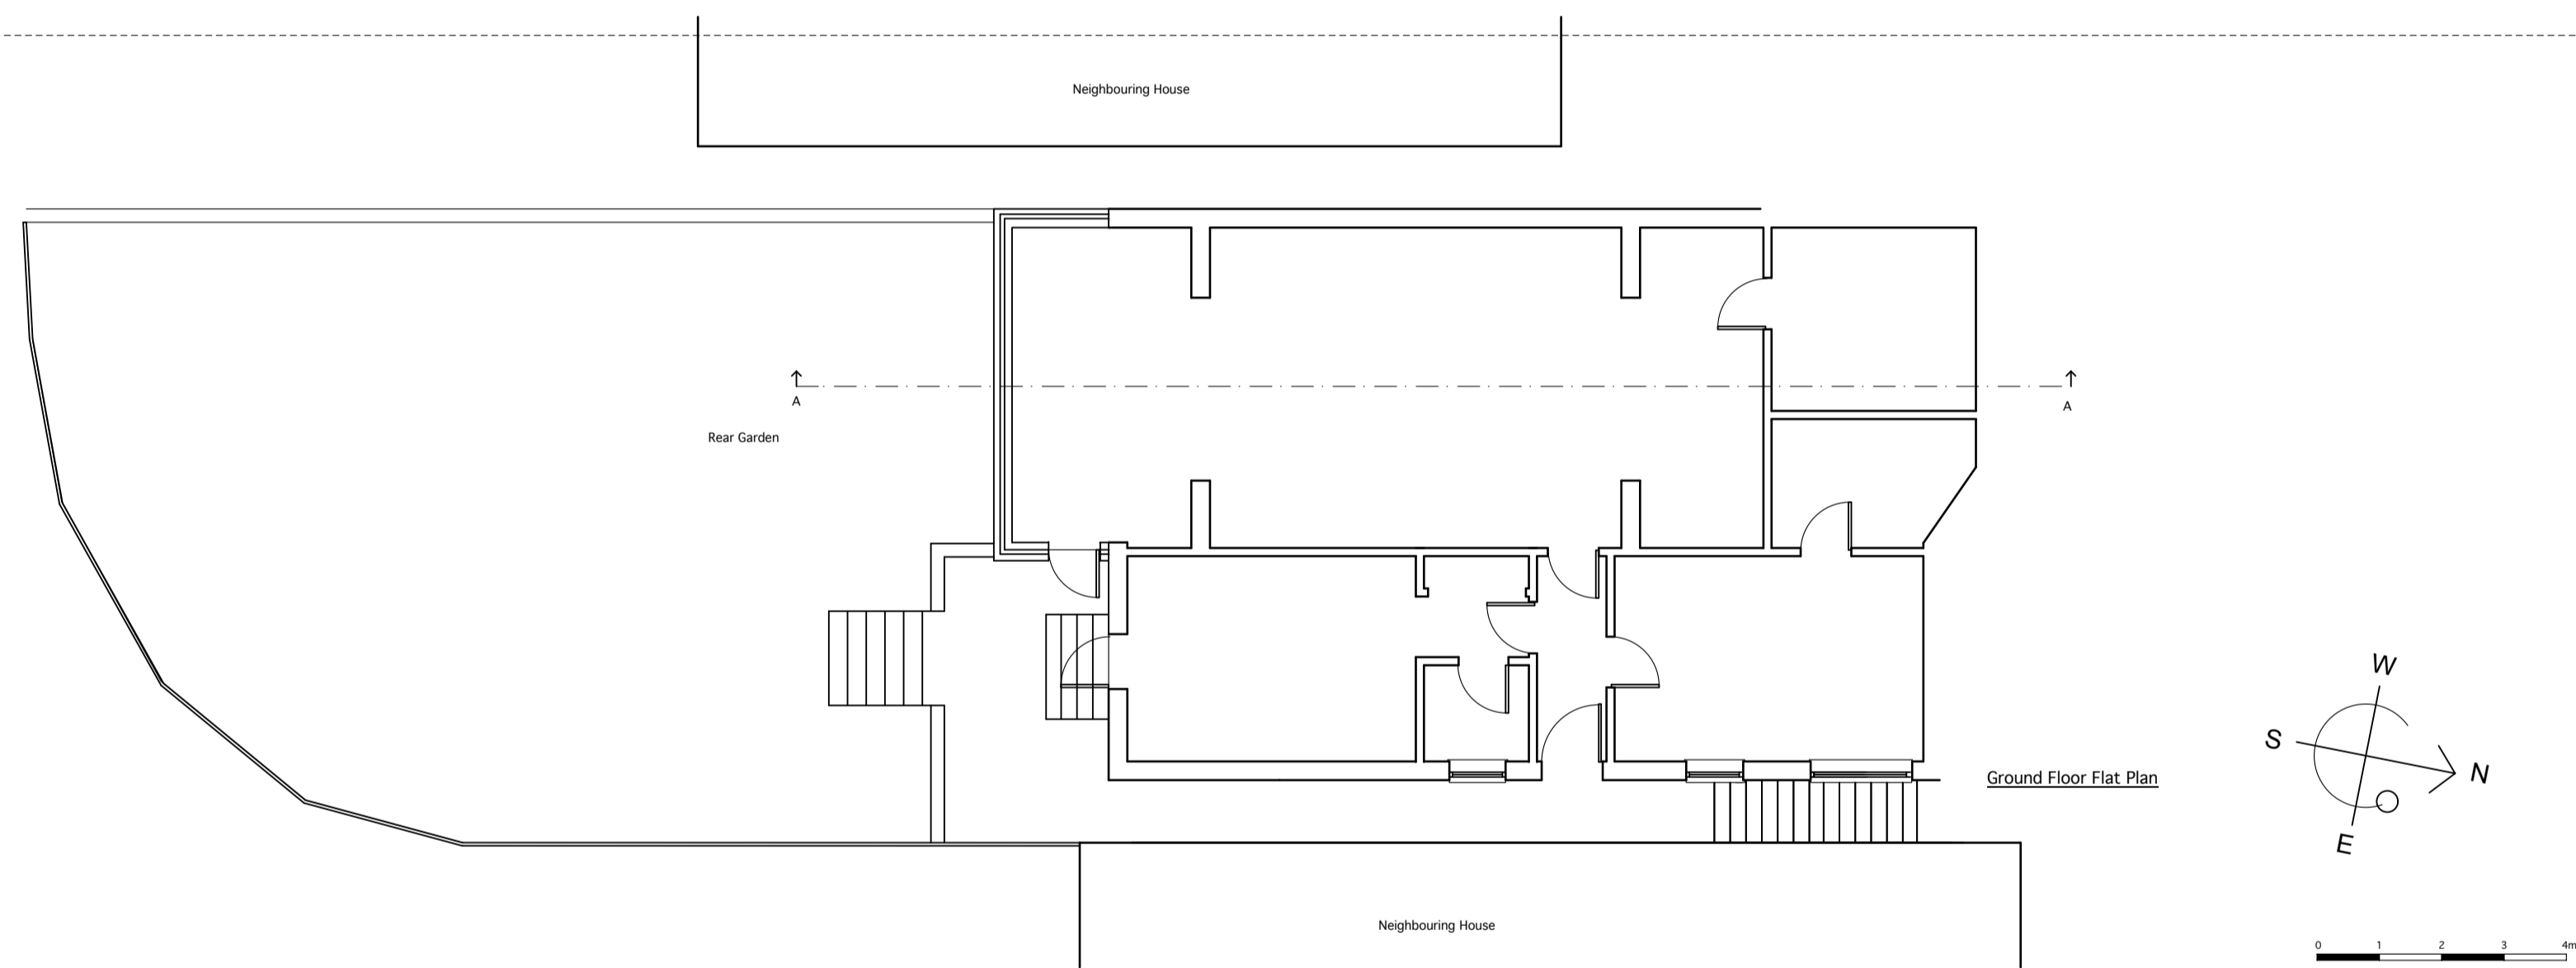 Neighbouring House
A
A
Rear Garden
W
S
N
E
Ground Floor Flat Plan
Neighbouring House
0 1 2 3 4m